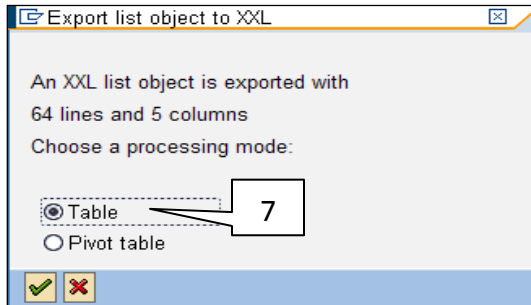 Export list object to XXL
An XXL list object is exported with
64 lines and 5 columns
Choose a processing mode:
Table
7
Pivot table